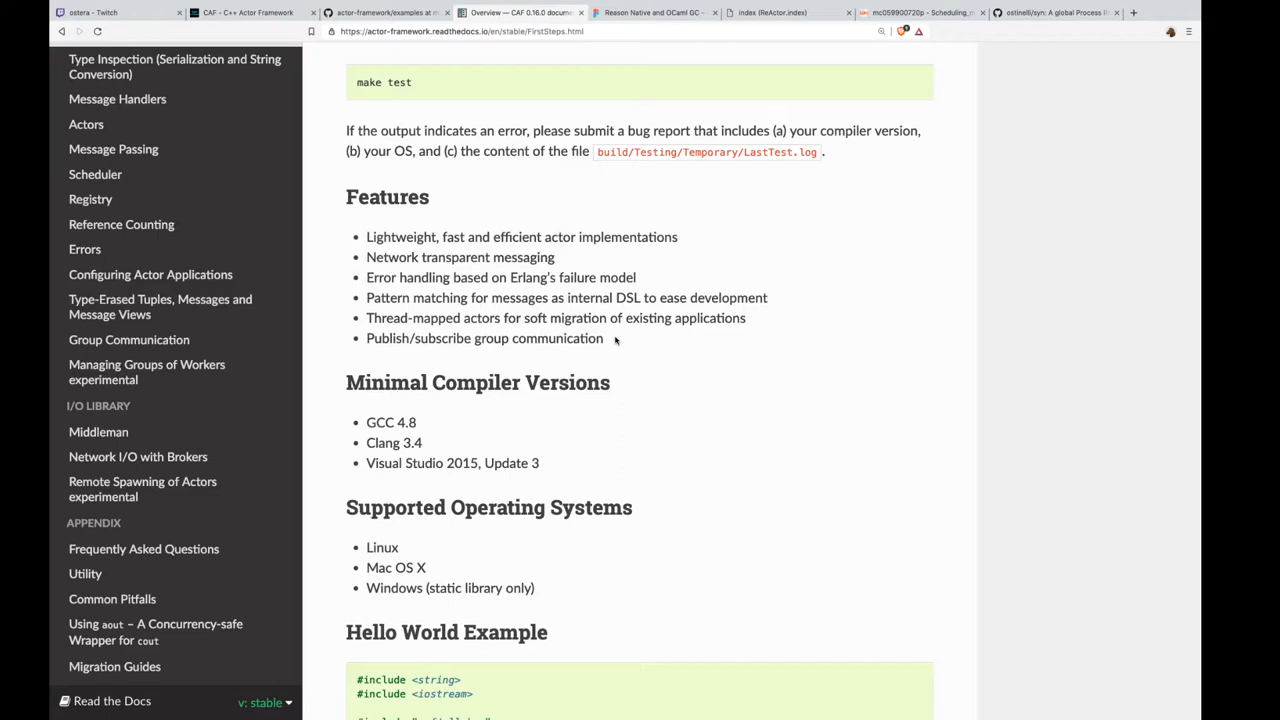 ostera - Twitch
CAF - C++ Actor Framework
actor-framework/examples at m
Overview — CAF 0.16.0 docume
Reason Native and OCaml GC –
index (ReActor.index)
mc059900720p - Scheduling_m
ostinelli/syn: A global Process R
https://actor-framework.readthedocs.io/en/stable/FirstSteps.html
Type Inspection (Serialization and String
Conversion)
Message Handlers
Actors
Message Passing
Scheduler
Registry
Reference Counting
Errors
Configuring Actor Applications
Type-Erased Tuples, Messages and
Message Views
Group Communication
Managing Groups of Workers
experimental
I/O LIBRARY
Middleman
Network I/O with Brokers
Remote Spawning of Actors
experimental
APPENDIX
Frequently Asked Questions
Utility
Common Pitfalls
Using aout – A Concurrency-safe
Wrapper for cout
Migration Guides
Read the Docs
v: stable
make test
If the output indicates an error, please submit a bug report that includes (a) your compiler version,
(b) your OS, and (c) the content of the file build/Testing/Temporary/LastTest.log.
Features
• Lightweight, fast and efficient actor implementations
• Network transparent messaging
• Error handling based on Erlang's failure model
• Pattern matching for messages as internal DSL to ease development
• Thread-mapped actors for soft migration of existing applications
• Publish/subscribe group communication
Minimal Compiler Versions
• GCC 4.8
• Clang 3.4
• Visual Studio 2015, Update 3
Supported Operating Systems
• Linux
• Mac OS X
• Windows (static library only)
Hello World Example
#include <string>
#include <iostream>